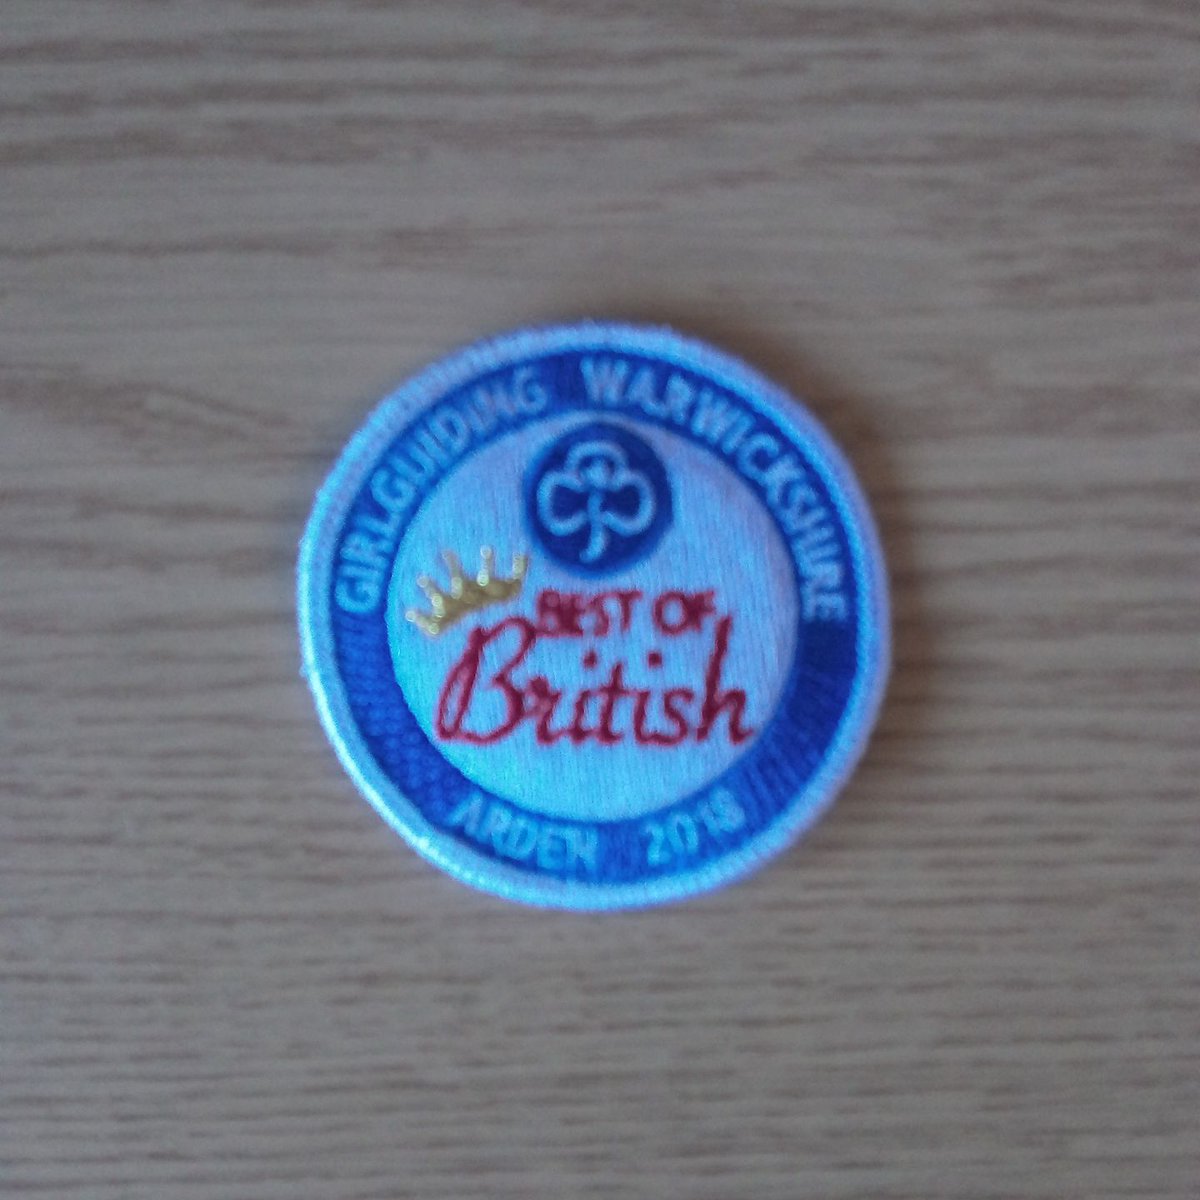 GIRLGUIDING WARWICKSHIRE
BEST OF
British
ARDEN 2018